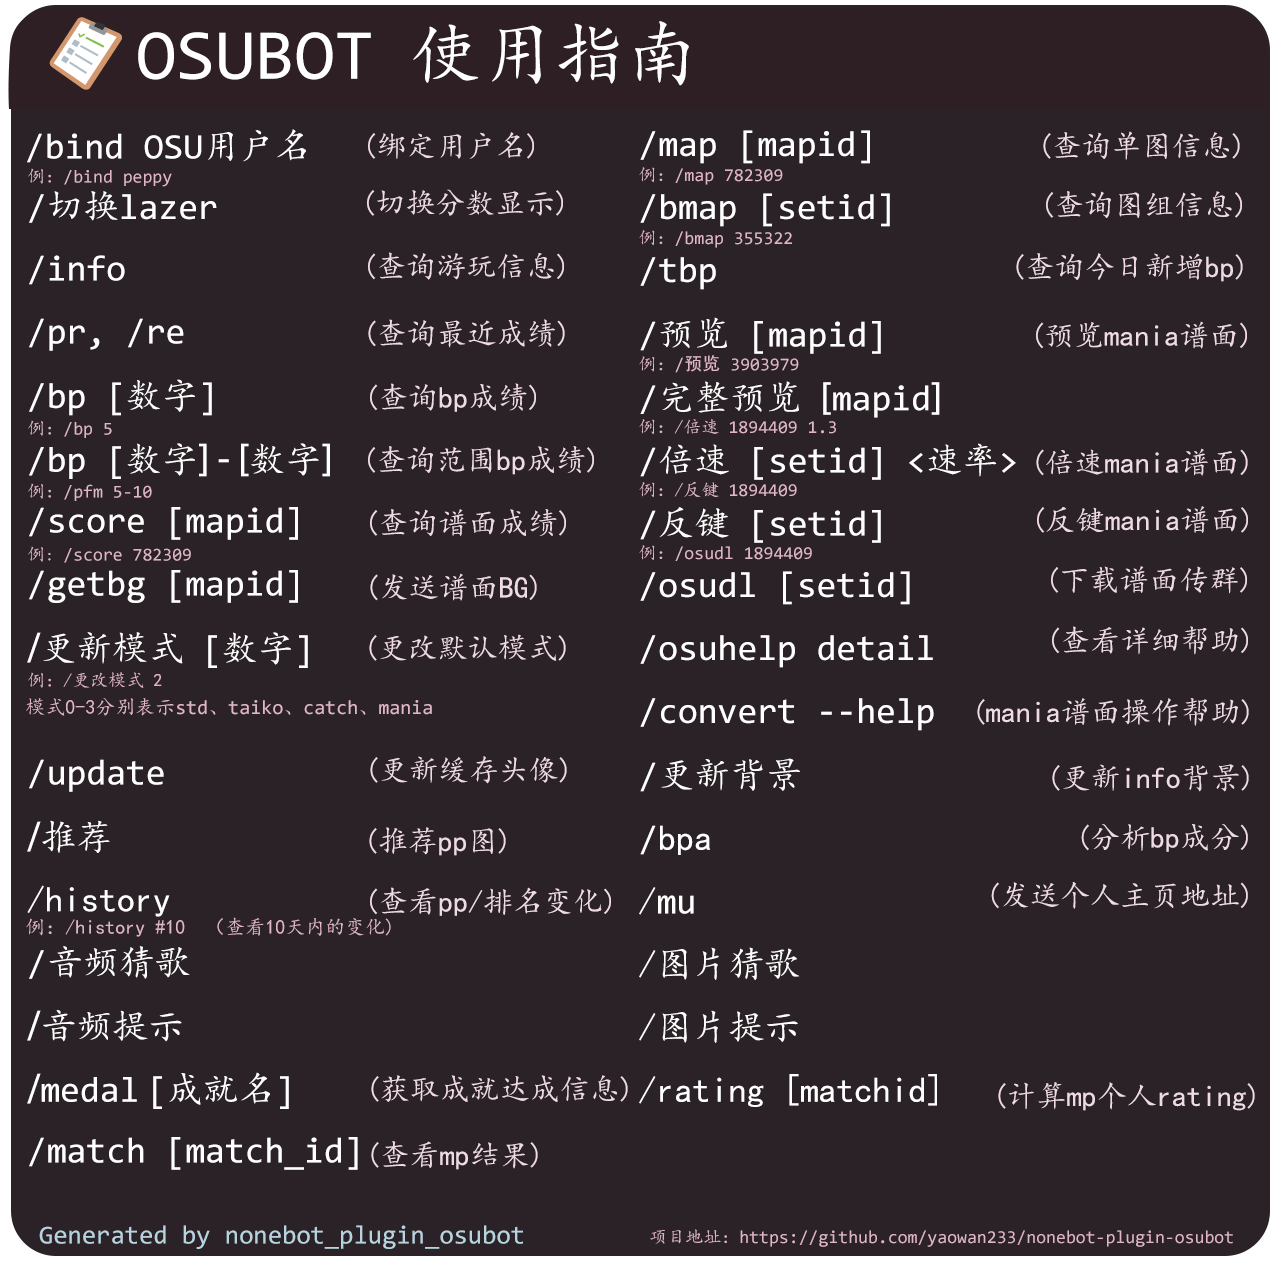 OSUBOT 使用指南
/bind OSU用户名 (绑定用户名)
例: /bind peppy
/切换lazer (切换分数显示)
/info (查询游玩信息)
/pr, /re (查询最近成绩)
/bp [数字] (查询bp成绩)
例: /bp 5
/bp [数字]-[数字] (查询范围bp成绩)
例: /pfm 5-10
/score [mapid] (查询谱面成绩)
例: /score 782309
/getbg [mapid] (发送谱面BG)
/更新模式 [数字] (更改默认模式)
例: /更改模式 2
模式0-3分别表示std、taiko、catch、mania
/update (更新缓存头像)
/推荐 (推荐pp图)
/history (查看pp/排名变化)
例: /history #10 (查看10天内的变化)
/音频猜歌
/音频提示
/medal [成就名] (获取成就达成信息)
/match [match_id] (查看mp结果)
/map [mapid] (查询单图信息)
例: /map 782309
/bmap [setid] (查询图组信息)
例: /bmap 355322
/tbp (查询今日新增bp)
/预览 [mapid] (预览mania谱面)
例: /预览 3903979
/完整预览 [mapid]
例: /倍速 1894409 1.3
/倍速 [setid] <速率> (倍速mania谱面)
例: /反键 1894409
/反键 [setid] (反键mania谱面)
例: /osudl 1894409
/osudl [setid] (下载谱面传群)
/osuhelp detail (查看详细帮助)
/convert --help (mania谱面操作帮助)
/更新背景 (更新info背景)
/bpa (分析bp成分)
/mu (发送个人主页地址)
/图片猜歌
/图片提示
/rating [matchid] (计算mp个人rating)
Generated by nonebot_plugin_osubot
项目地址: https://github.com/yaowan233/nonebot-plugin-osubot